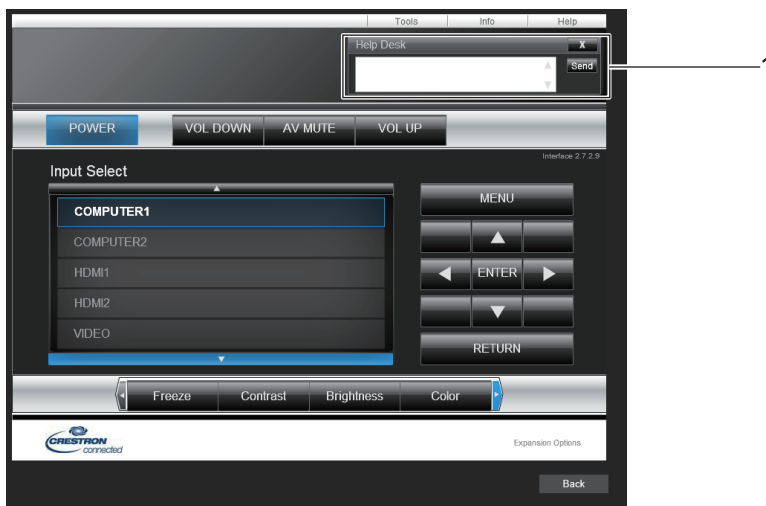 Tools Info Help
Help Desk X
Send
1
POWER VOL DOWN AV MUTE VOL UP
Interface 2.7.2.9
Input Select
MENU
COMPUTER1
COMPUTER2
HDMI1 ENTER
HDMI2
VIDEO
RETURN
Freeze Contrast Brightness Color
CRESTRON
connected
Expansion Options
Back